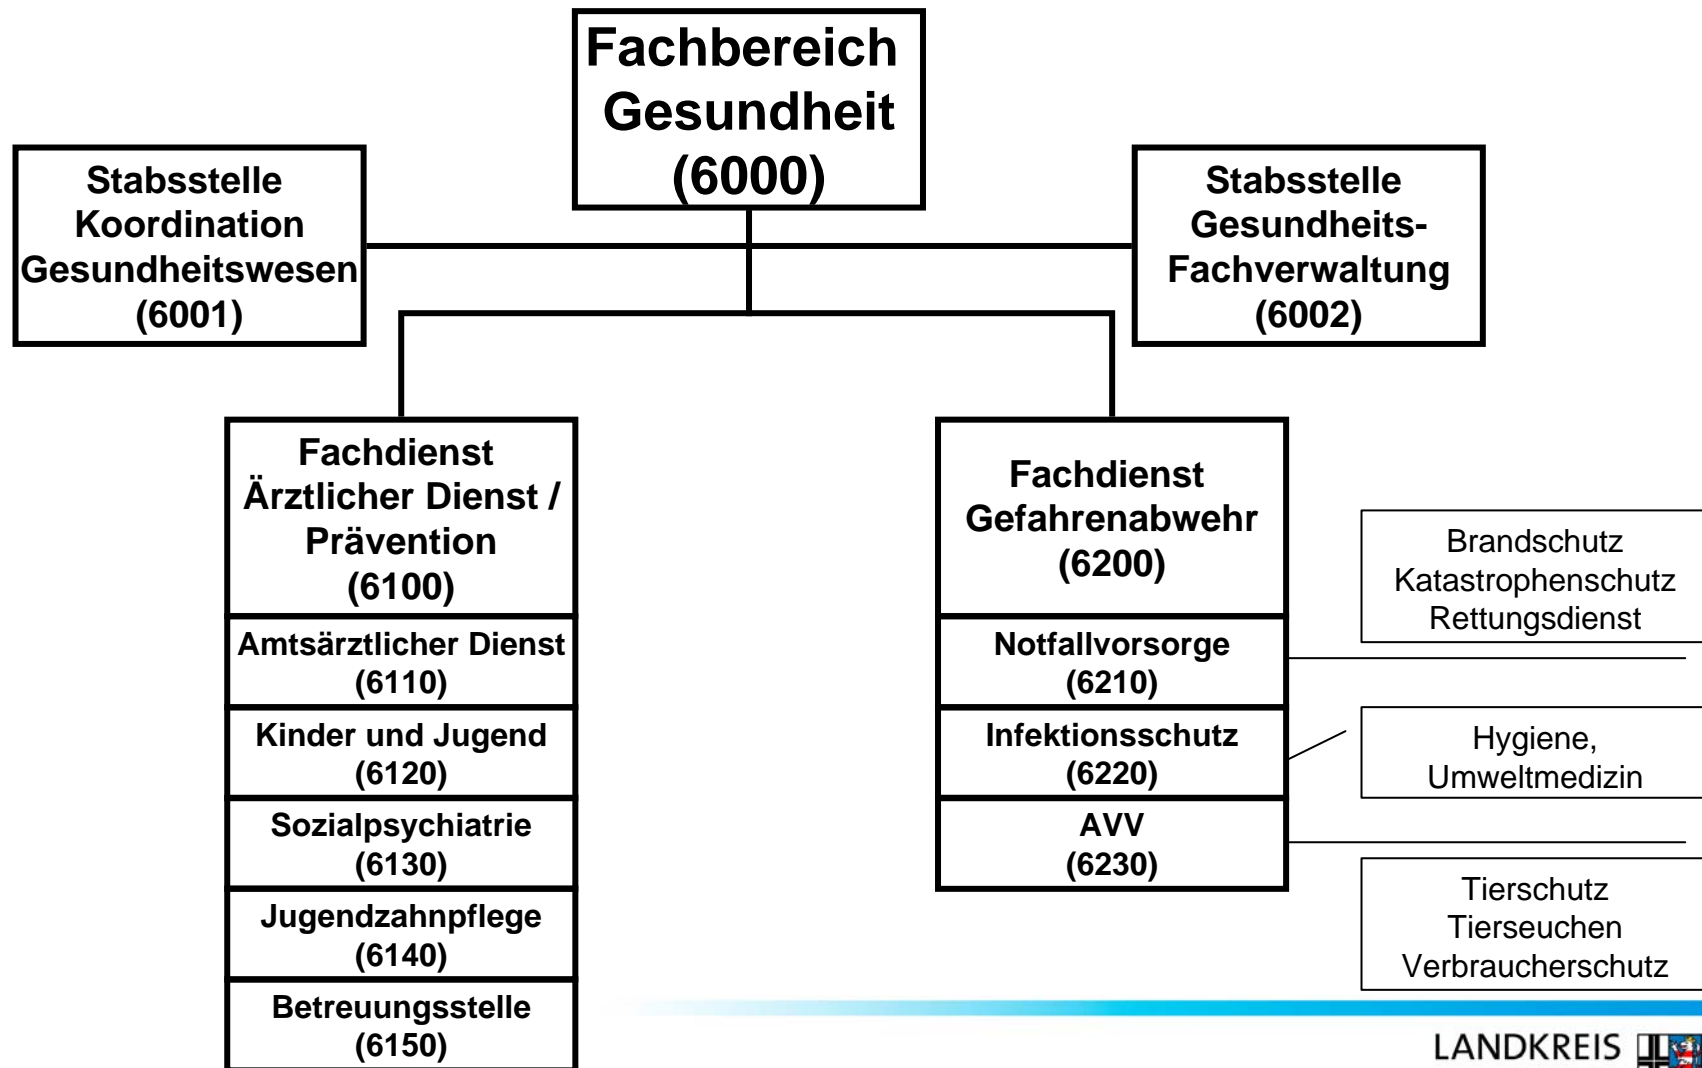 Fachbereich
Gesundheit
(6000)
Stabsstelle
Koordination
Gesundheitswesen
(6001)
Stabsstelle
Gesundheits-
Fachverwaltung
(6002)
Fachdienst
Ärztlicher Dienst /
Prävention
(6100)
Amtsärztlicher Dienst
(6110)
Kinder und Jugend
(6120)
Sozialpsychiatrie
(6130)
Jugendzahnpflege
(6140)
Betreuungsstelle
(6150)
Fachdienst
Gefahrenabwehr
(6200)
Notfallvorsorge
(6210)
Infektionsschutz
(6220)
AVV
(6230)
Brandschutz
Katastrophenschutz
Rettungsdienst
Hygiene,
Umweltmedizin
Tierschutz
Tierseuchen
Verbraucherschutz
LANDKREIS